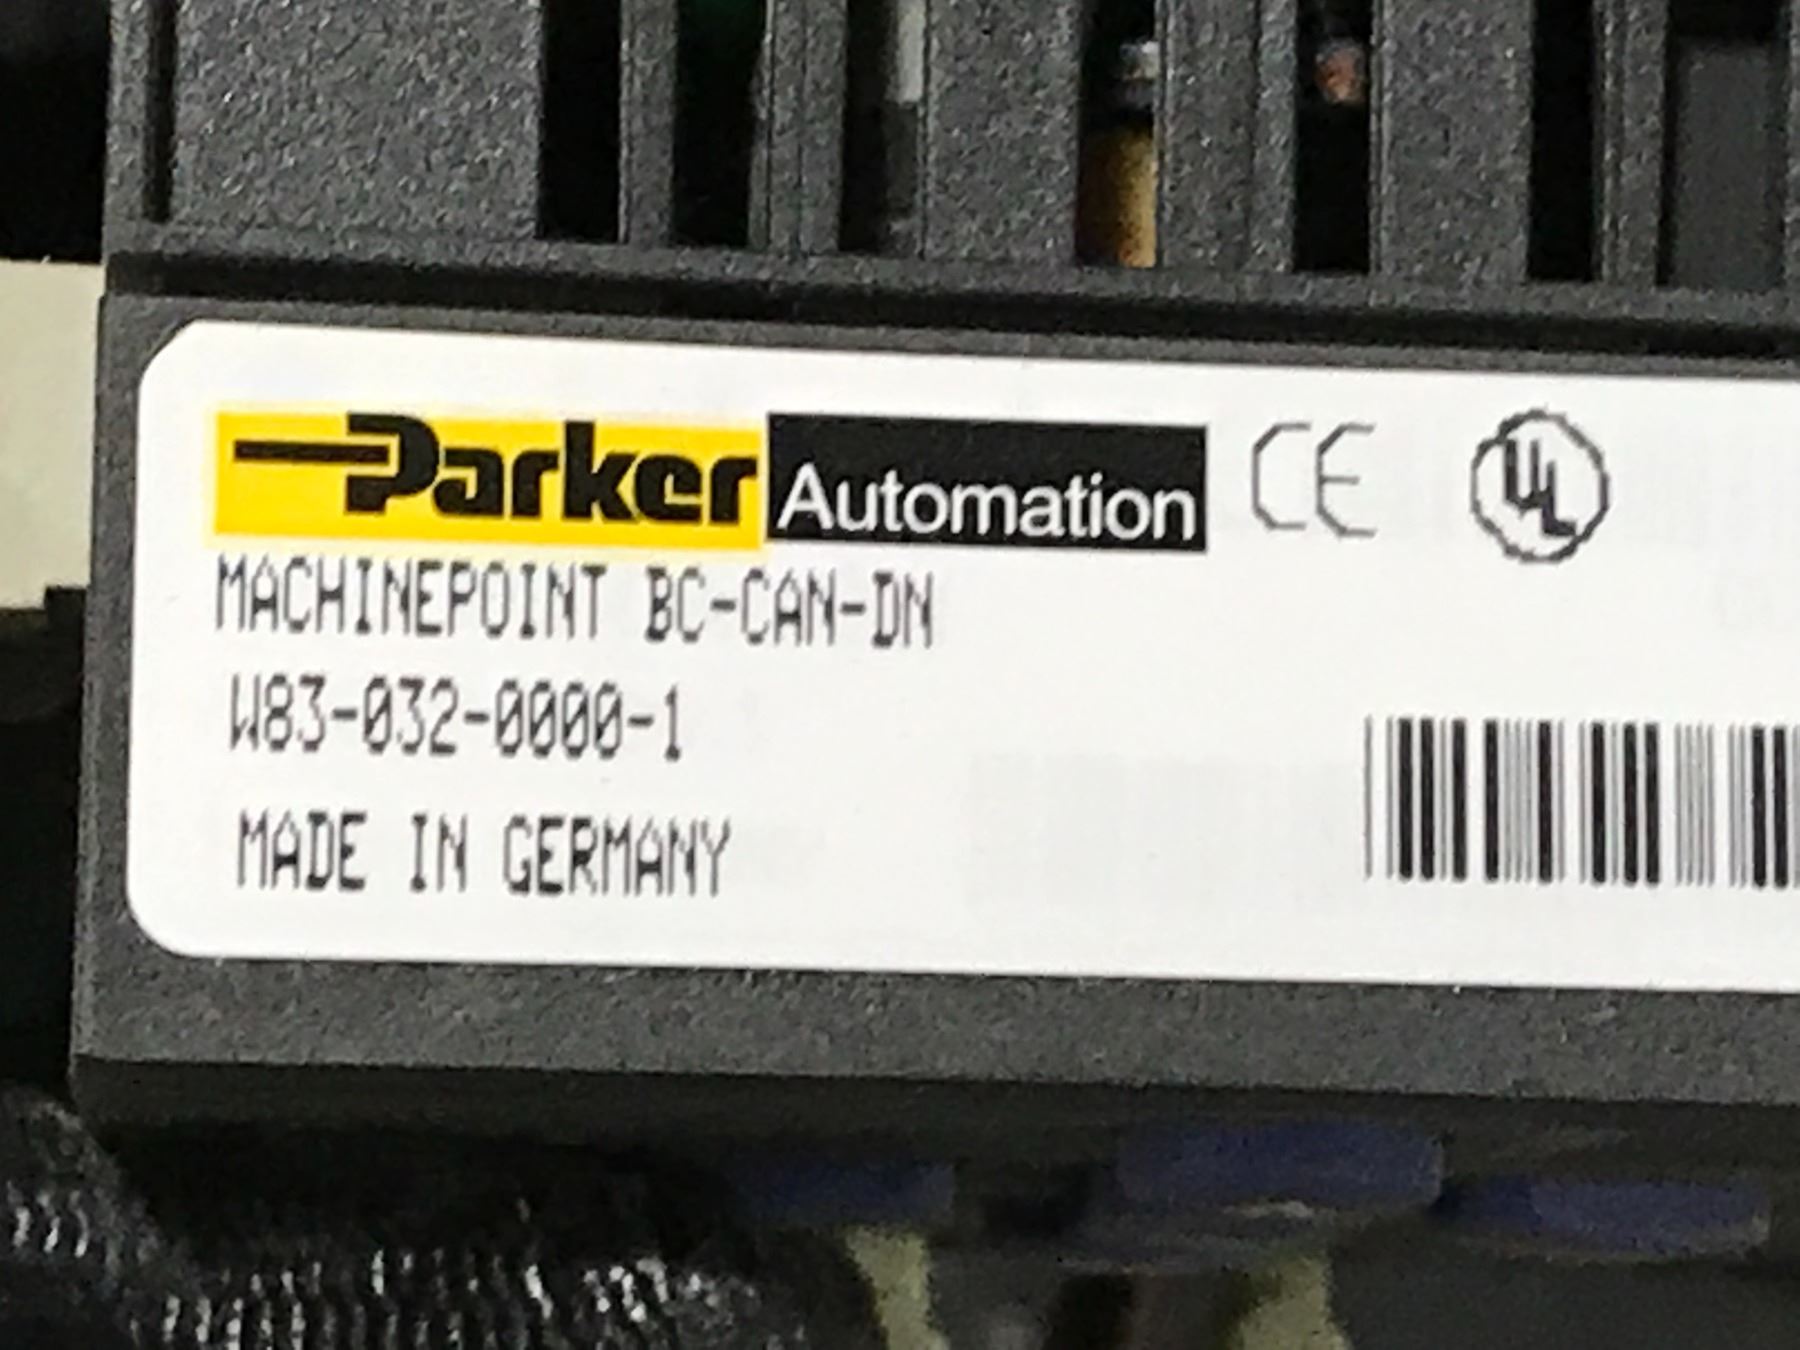 Parker Automation CE UL
MACHINEPOINT BC-CAN-DN
W83-032-0000-1
MADE IN GERMANY